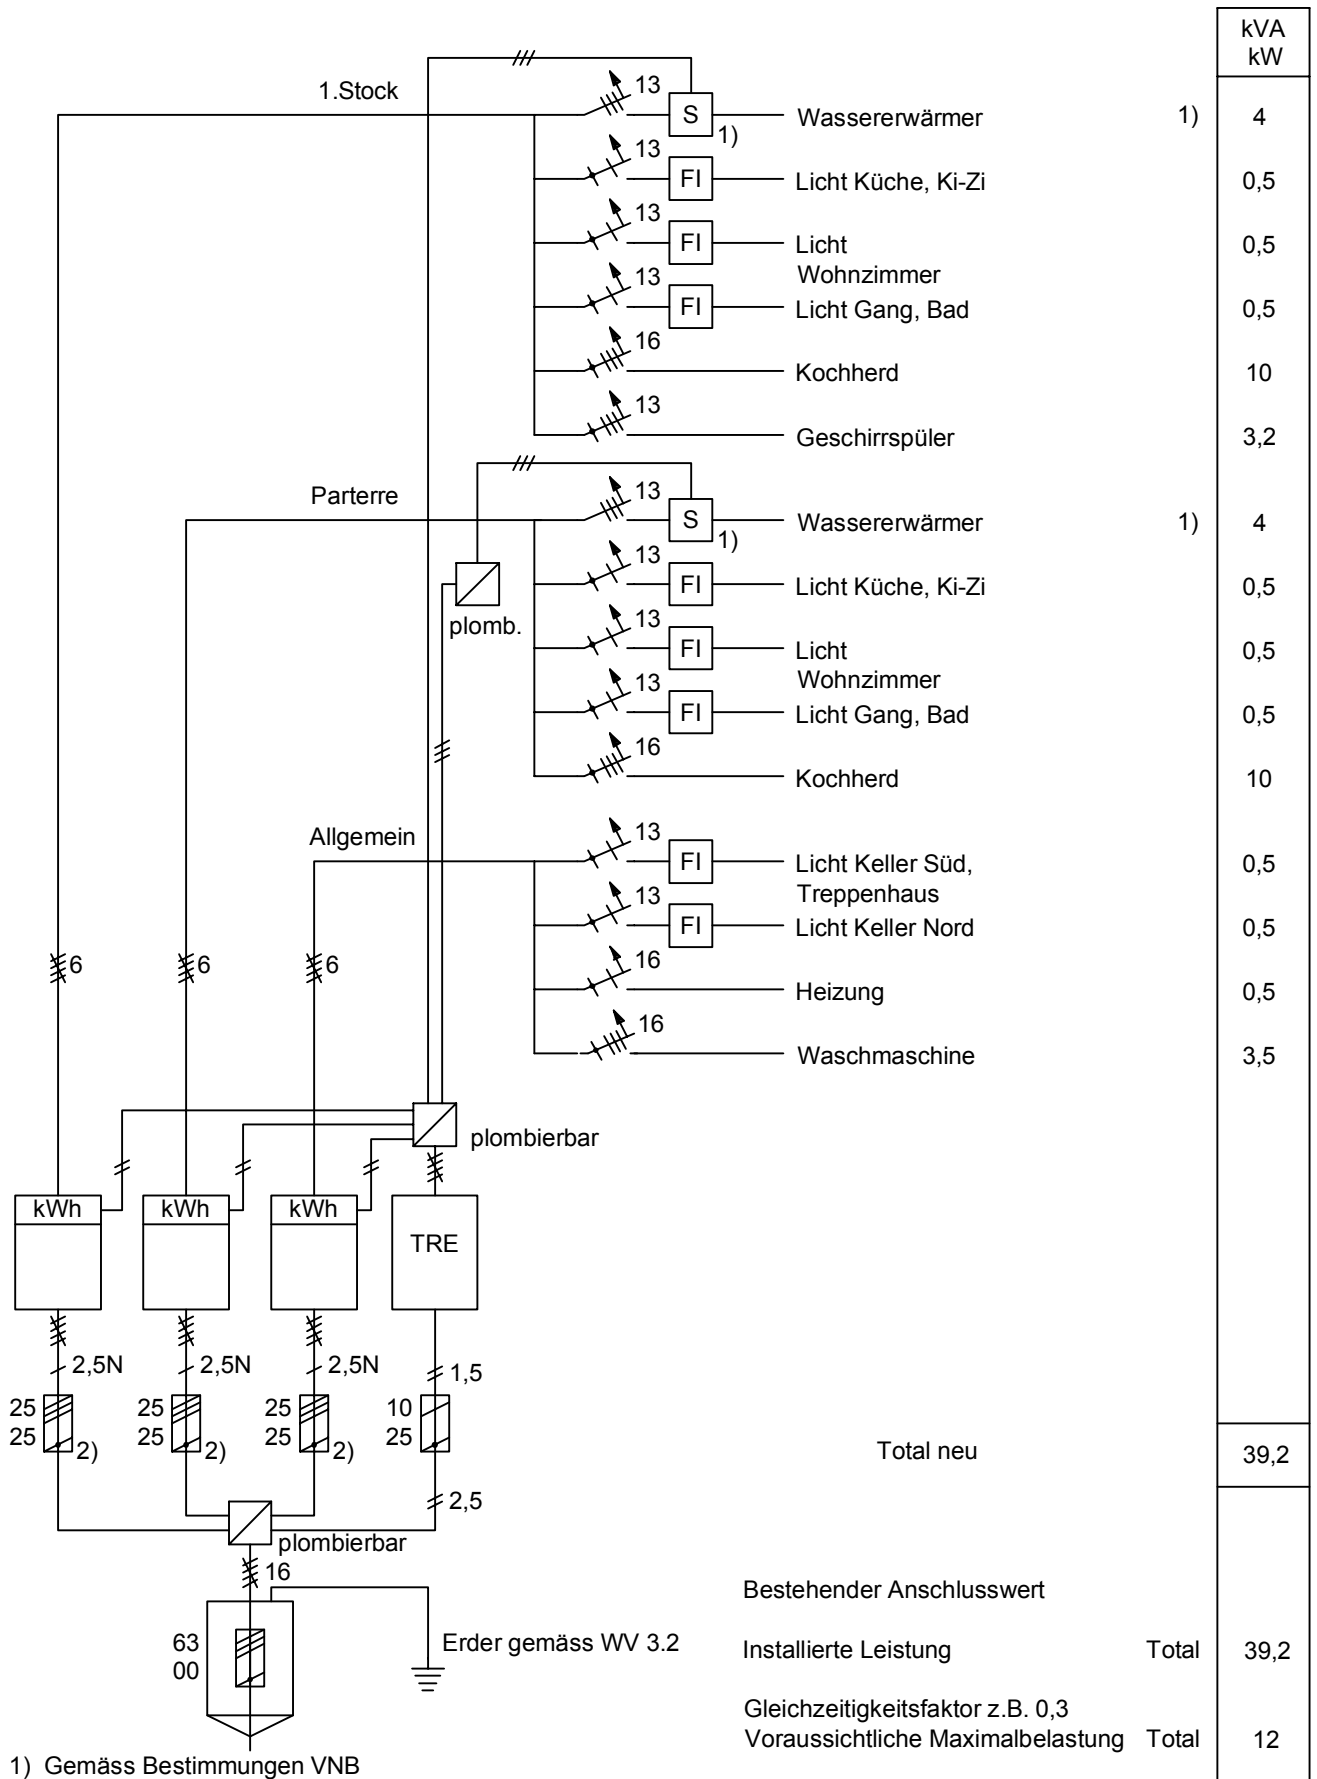 kVA
kW
1.Stock
13
S
1)
Wassererwärmer
1)
4
13
FI
Licht Küche, Ki-Zi
0,5
13
FI
Licht
Wohnzimmer
0,5
13
FI
Licht Gang, Bad
0,5
16
Kochherd
10
13
Geschirrspüler
3,2
Parterre
13
S
1)
Wassererwärmer
1)
4
plomb.
13
FI
Licht Küche, Ki-Zi
0,5
13
FI
Licht
Wohnzimmer
0,5
13
FI
Licht Gang, Bad
0,5
16
Kochherd
10
Allgemein
13
FI
Licht Keller Süd,
Treppenhaus
0,5
13
FI
Licht Keller Nord
0,5
6
6
6
16
Heizung
0,5
16
Waschmaschine
3,5
plombierbar
kWh
kWh
kWh
TRE
2,5N
2,5N
2,5N
1,5
25
25
2)
25
25
2)
25
25
2)
10
25
Total neu
39,2
2,5
plombierbar
16
Bestehender Anschlusswert
63
00
Erder gemäss WV 3.2
Installierte Leistung Total 39,2
Gleichzeitigkeitsfaktor z.B. 0,3
Voraussichtliche Maximalbelastung Total 12
1) Gemäss Bestimmungen VNB